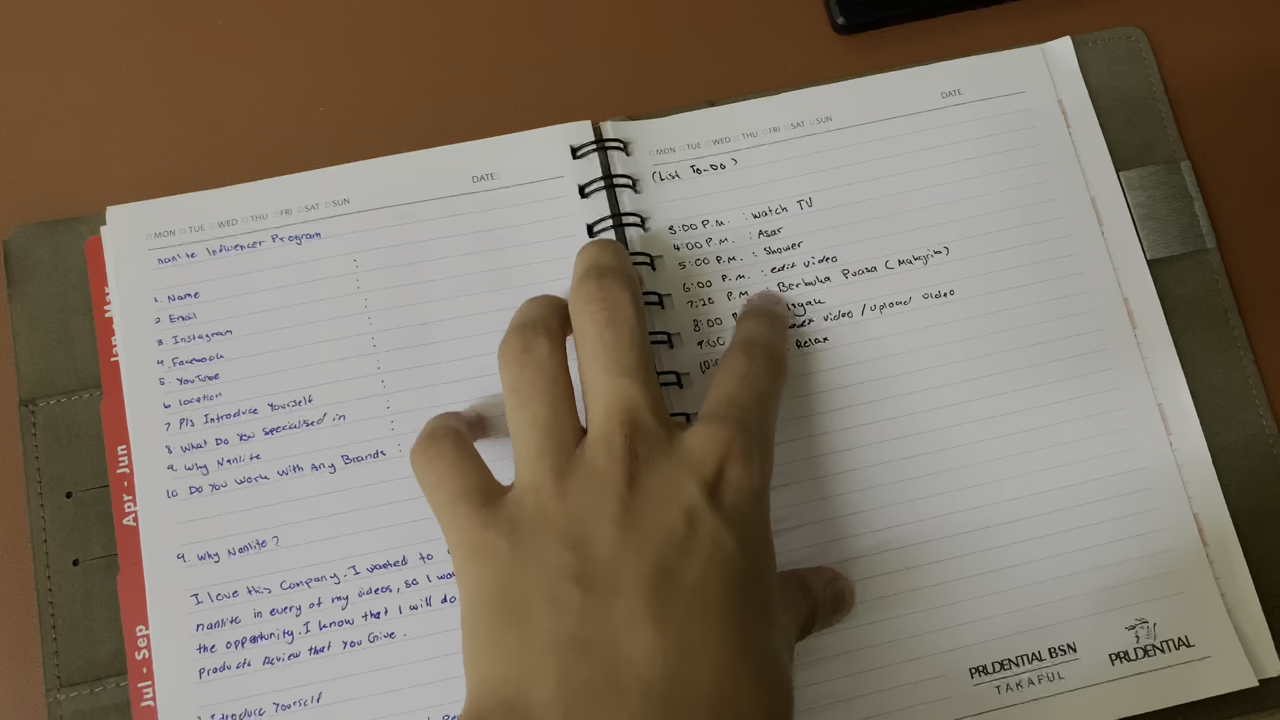 DATE:
MON TUE WED THU FRI SAT SUN
nanlite Influencer Program
1. Name :
2. Email :
3. Instagram :
4. Facebook :
5. YouTube :
6 location :
7 Pls Introduce Yourself :
8. What Do You Specialised in :
9. Why Nanlite :
10 Do You Work With Any Brands :
9. Why Nanlite?
I love this Company. I wanted to
nanlite in every of my videos, so I
the opportunity. I know that I will do
Products Review that You Give.
Introduce Yourself
Jan - Mar
Apr - Jun
Jul - Sep
DATE
MON TUE WED THU FRI SAT SUN
(List To-Do)
3:00 P.M. : Watch TV
4:00 P.M. : Asar
5:00 P.M. : Shower
6:00 P.M. : edit video
7:20 P.M : Berbuka Puasa (Mahgrib)
8:00 Isyak
9:00 edit video / upload video
Relax
PRUDENTIAL BSN
TAKAFUL
PRUDENTIAL